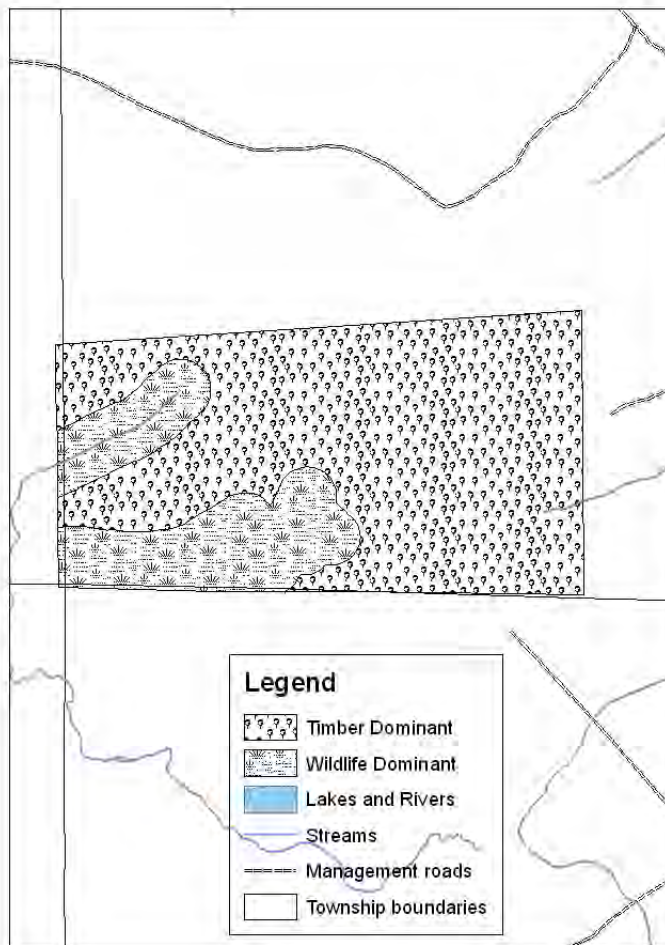 Legend
Timber Dominant
Wildlife Dominant
Lakes and Rivers
Streams
Management roads
Township boundaries